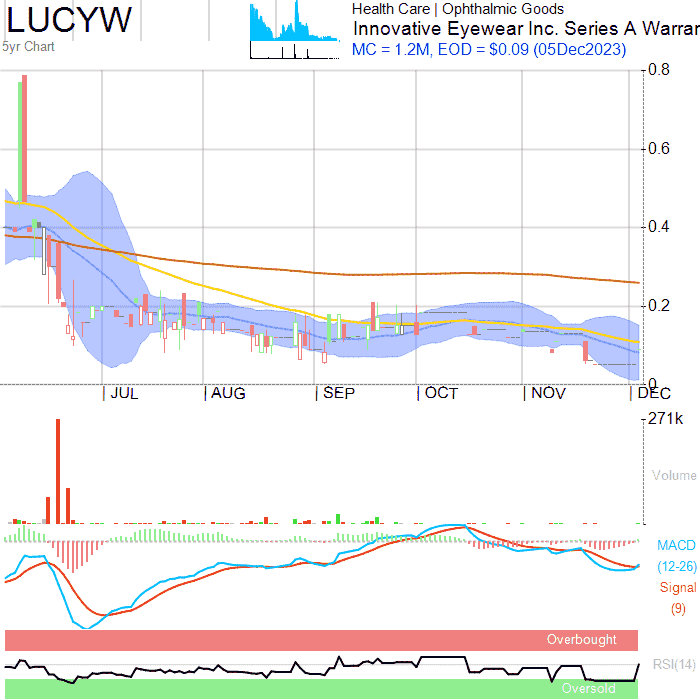 LUCYW
5yr Chart
Health Care | Ophthalmic Goods
Innovative Eyewear Inc. Series A Warrar
MC = 1.2M, EOD = $0.09 (05Dec2023)
0.8
0.6
0.4
0.2
0
JUL AUG SEP OCT NOV DEC
271k
Volume
MACD
(12-26)
Signal
(9)
Overbought
RSI(14)
Oversold